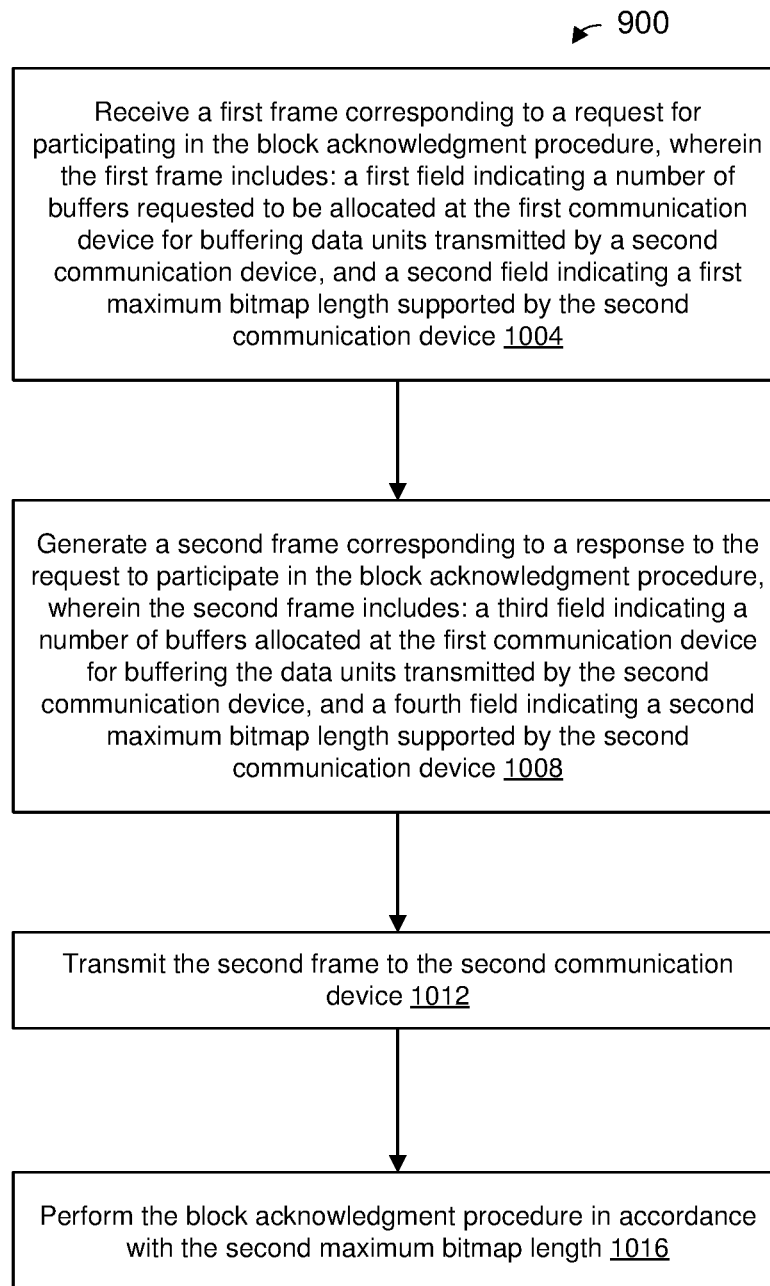 900
Receive a first frame corresponding to a request for
participating in the block acknowledgment procedure, wherein
the first frame includes: a first field indicating a number of
buffers requested to be allocated at the first communication
device for buffering data units transmitted by a second
communication device, and a second field indicating a first
maximum bitmap length supported by the second
communication device 1004
Generate a second frame corresponding to a response to the
request to participate in the block acknowledgment procedure,
wherein the second frame includes: a third field indicating a
number of buffers allocated at the first communication device
for buffering the data units transmitted by the second
communication device, and a fourth field indicating a second
maximum bitmap length supported by the second
communication device 1008
Transmit the second frame to the second communication
device 1012
Perform the block acknowledgment procedure in accordance
with the second maximum bitmap length 1016